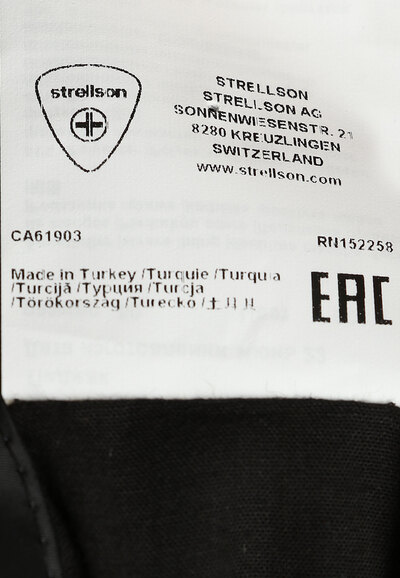 strellson
STRELLSON
STRELLSON AG
SONNENWIESENSTR. 21
8280 KREUZLINGEN
SWITZERLAND
www.strellson.com
CA61903
RN152258
Made in Turkey /Turquie /Turquia
/Turcijā /Турция /Turcja
/Törökország /Turecko /土耳其
EAC